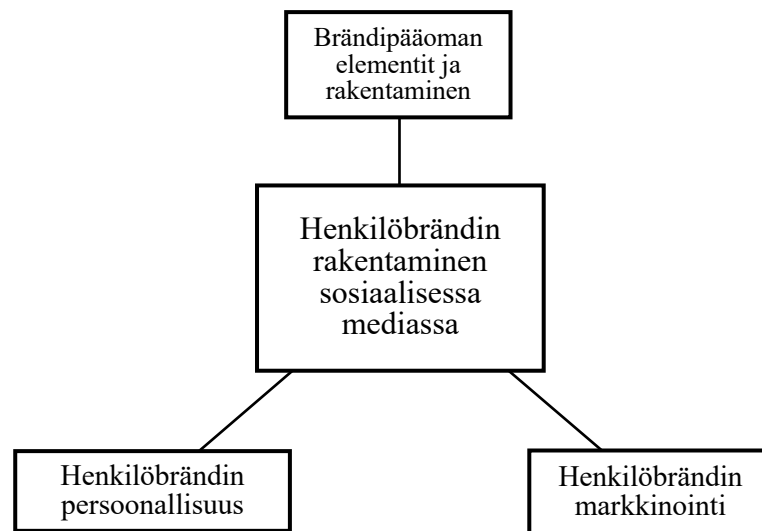 Brändipääoman
elementit ja
rakentaminen
Henkilöbrändin
rakentaminen
sosiaalisessa
mediassa
Henkilöbrändin
persoonallisuus
Henkilöbrändin
markkinointi